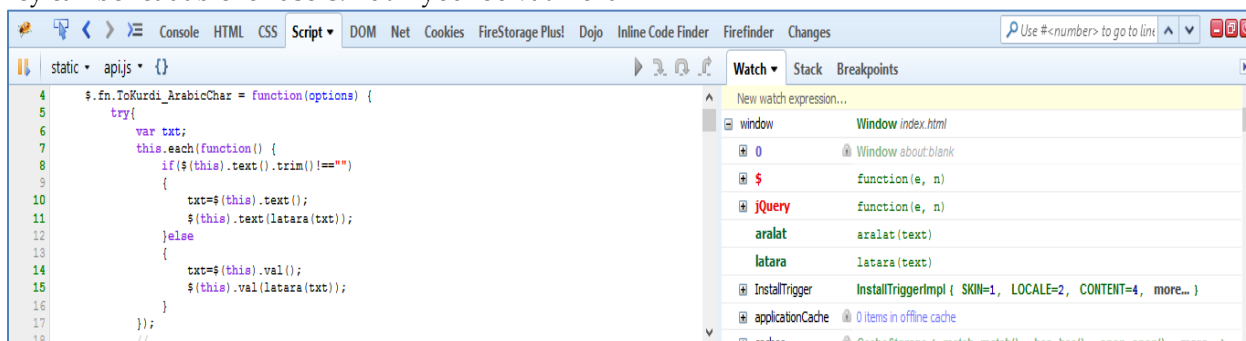 Console HTML CSS Script DOM Net Cookies FireStorage Plus! Dojo Inline Code Finder Firefinder Changes Use #<number> to go to line
static api.js {} Watch Stack Breakpoints
4 $.fn.ToKurdi_ArabicChar = function(options) {
5 try{
6 var txt;
7 this.each(function() {
8 if($(this).text().trim()!=="")
9 {
10 txt=$(this).text();
11 $(this).text(latara(txt));
12 }else
13 {
14 txt=$(this).val();
15 $(this).val(latara(txt));
16 }
17 });
18 //
New watch expression...
window Window index.html
0 Window about:blank
$ function(e, n)
jQuery function(e, n)
aralat aralat(text)
latara latara(text)
InstallTrigger InstallTriggerImpl { SKIN=1, LOCALE=2, CONTENT=4, more... }
applicationCache 0 items in offline cache